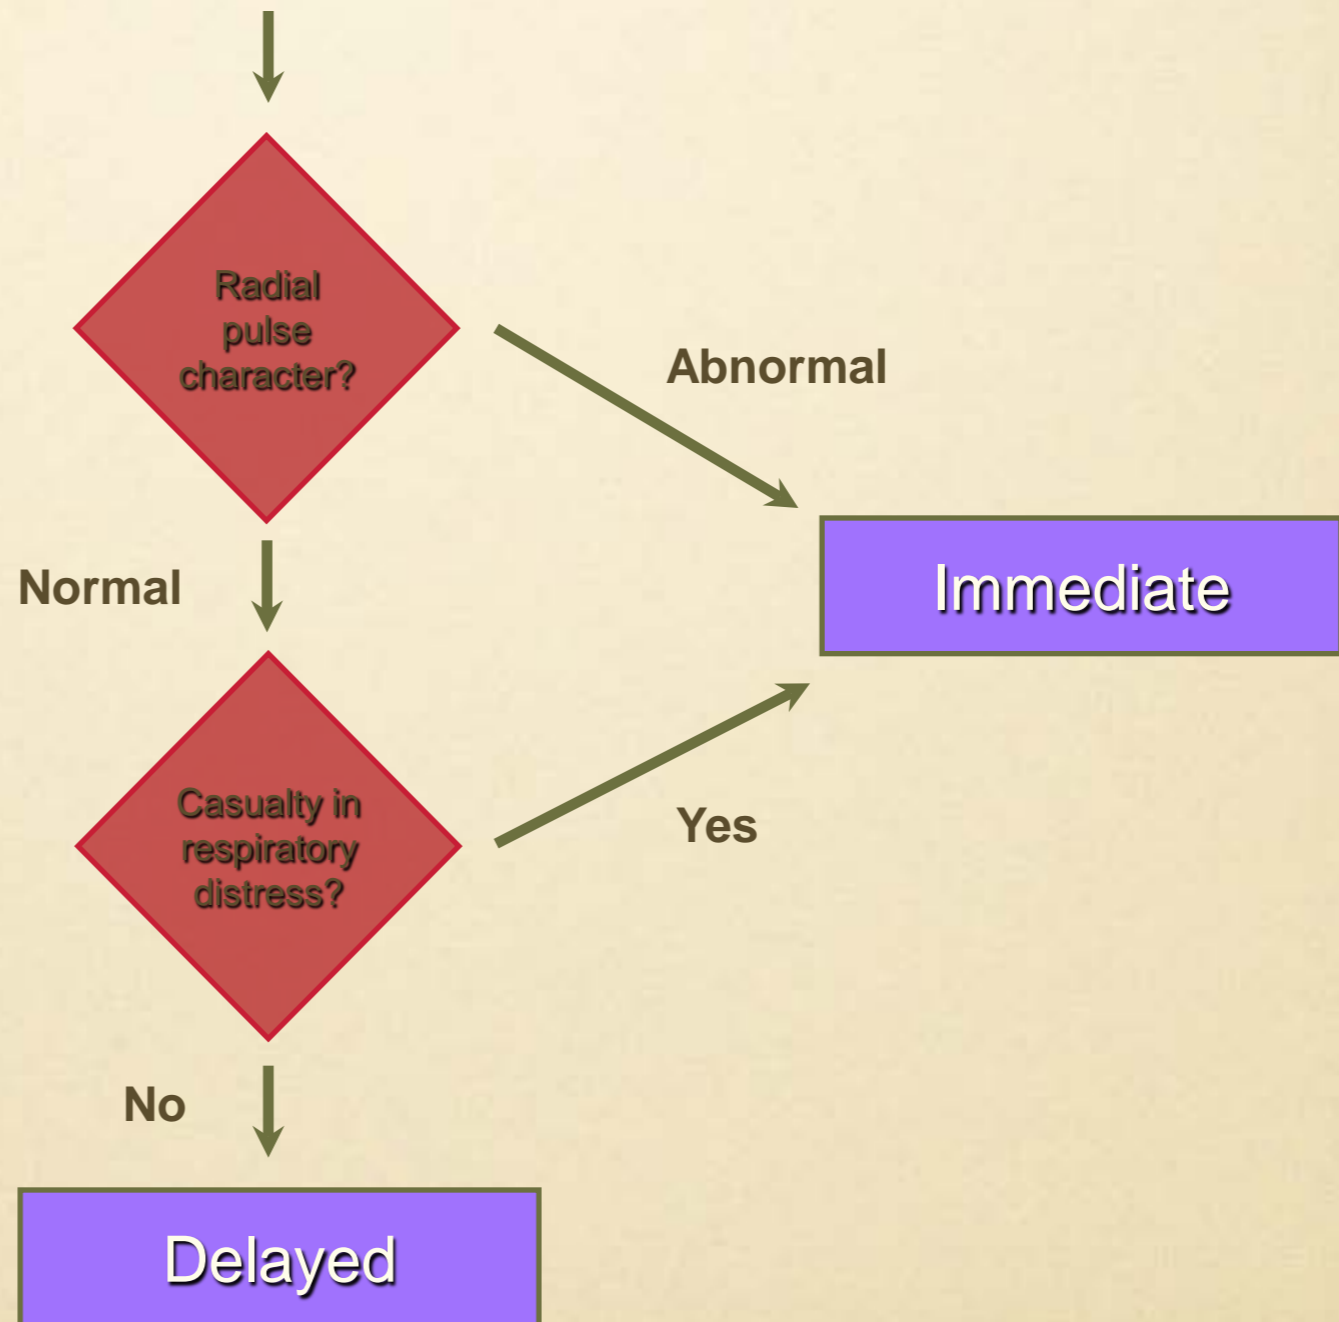 Radial
pulse
character?
Abnormal
Immediate
Normal
Casualty in
respiratory
distress?
Yes
No
Delayed